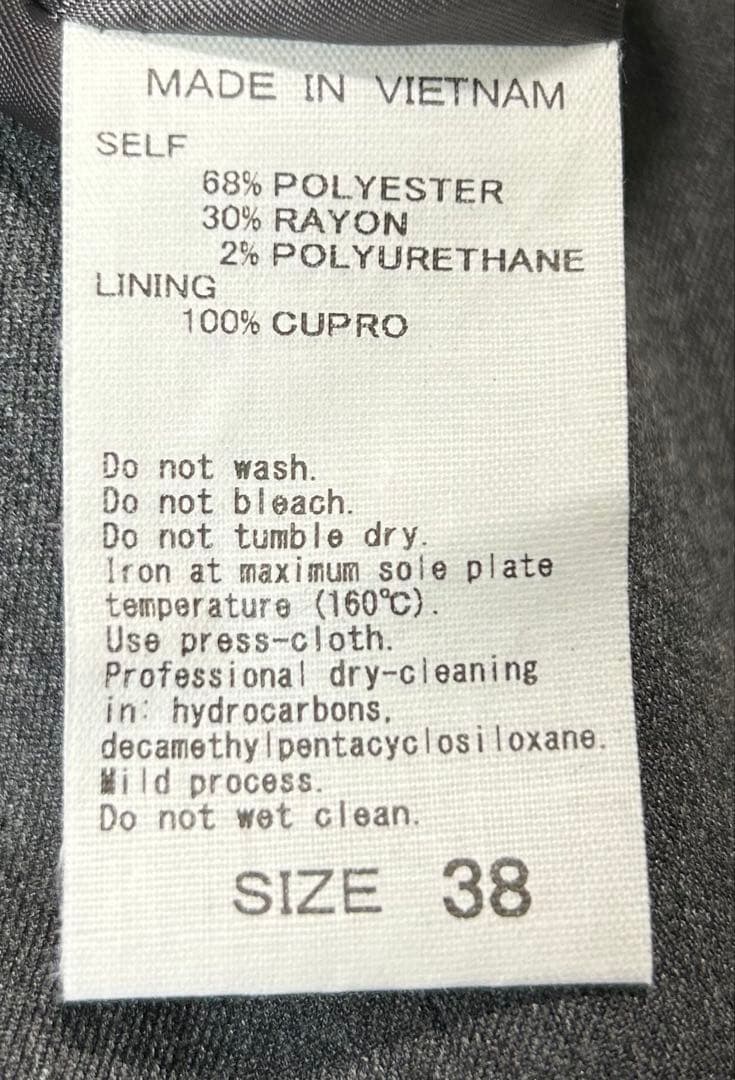 MADE IN VIETNAM
SELF
68% POLYESTER
30% RAYON
2% POLYURETHANE
LINING
100% CUPRO
Do not wash.
Do not bleach.
Do not tumble dry.
Iron at maximum sole plate
temperature (160℃).
Use press-cloth.
Professional dry-cleaning
in: hydrocarbons,
decamethylpentacyclosiloxane.
Mild process.
Do not wet clean.
SIZE 38